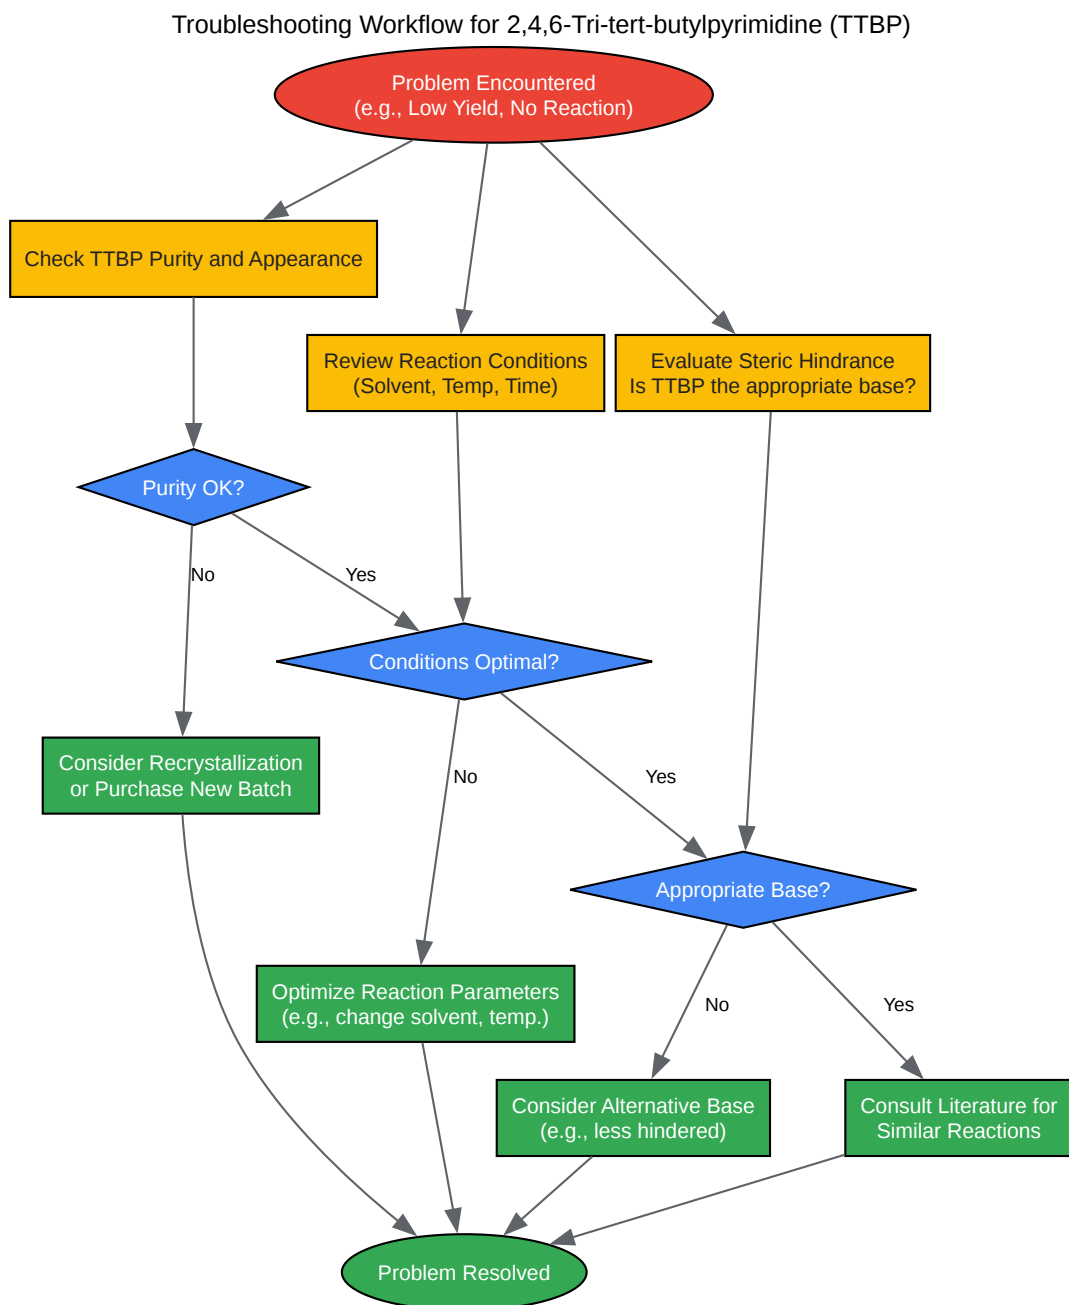 Troubleshooting Workflow for 2,4,6-Tri-tert-butylpyrimidine (TTBP)
Problem Encountered
(e.g., Low Yield, No Reaction)
Check TTBP Purity and Appearance
Review Reaction Conditions
(Solvent, Temp, Time)
Evaluate Steric Hindrance
Is TTBP the appropriate base?
Purity OK?
No
Yes
Conditions Optimal?
Consider Recrystallization
or Purchase New Batch
No
Yes
Appropriate Base?
Optimize Reaction Parameters
(e.g., change solvent, temp.)
No
Yes
Consider Alternative Base
(e.g., less hindered)
Consult Literature for
Similar Reactions
Problem Resolved